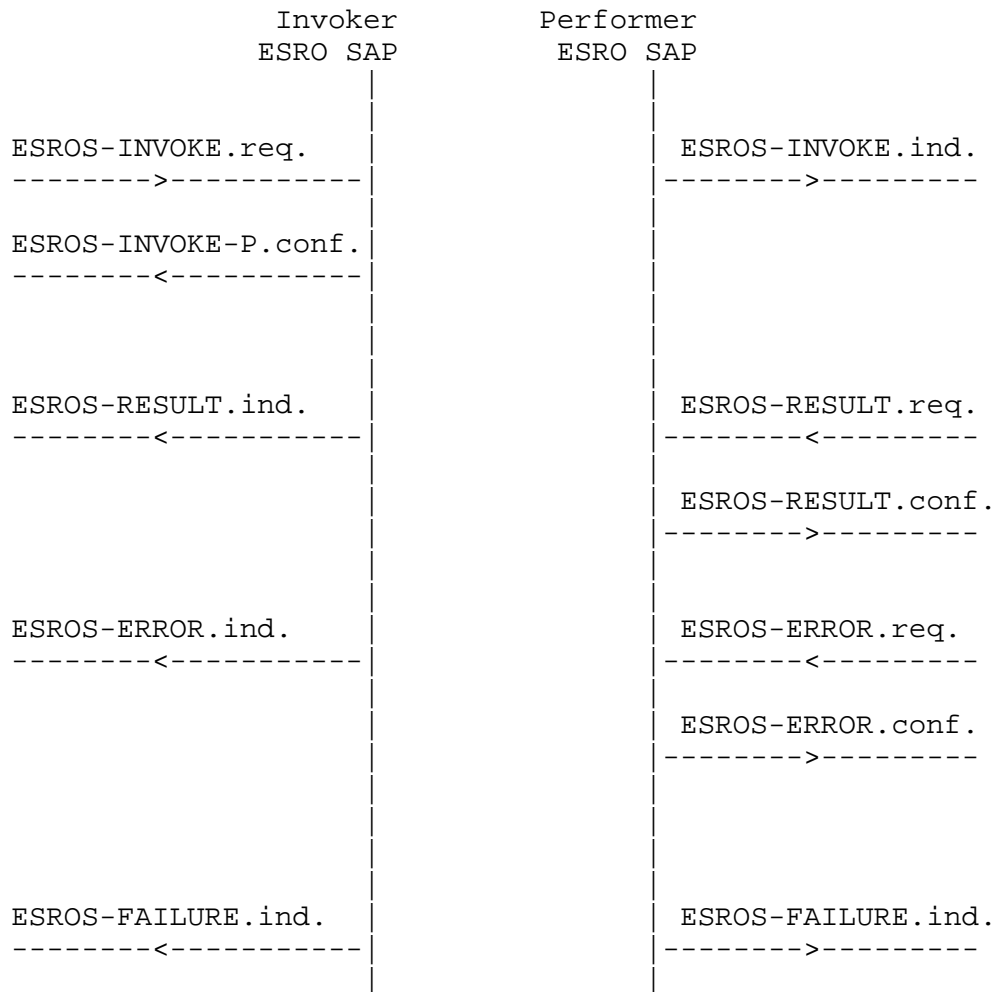 Invoker Performer
ESRO SAP ESRO SAP
ESROS-INVOKE.req. ESROS-INVOKE.ind.
-------->----------- -------->---------
ESROS-INVOKE-P.conf.
--------<-----------
ESROS-RESULT.ind. ESROS-RESULT.req.
--------<----------- --------<---------
ESROS-RESULT.conf.
-------->---------
ESROS-ERROR.ind. ESROS-ERROR.req.
--------<----------- --------<---------
ESROS-ERROR.conf.
-------->---------
ESROS-FAILURE.ind. ESROS-FAILURE.ind.
--------<----------- -------->---------